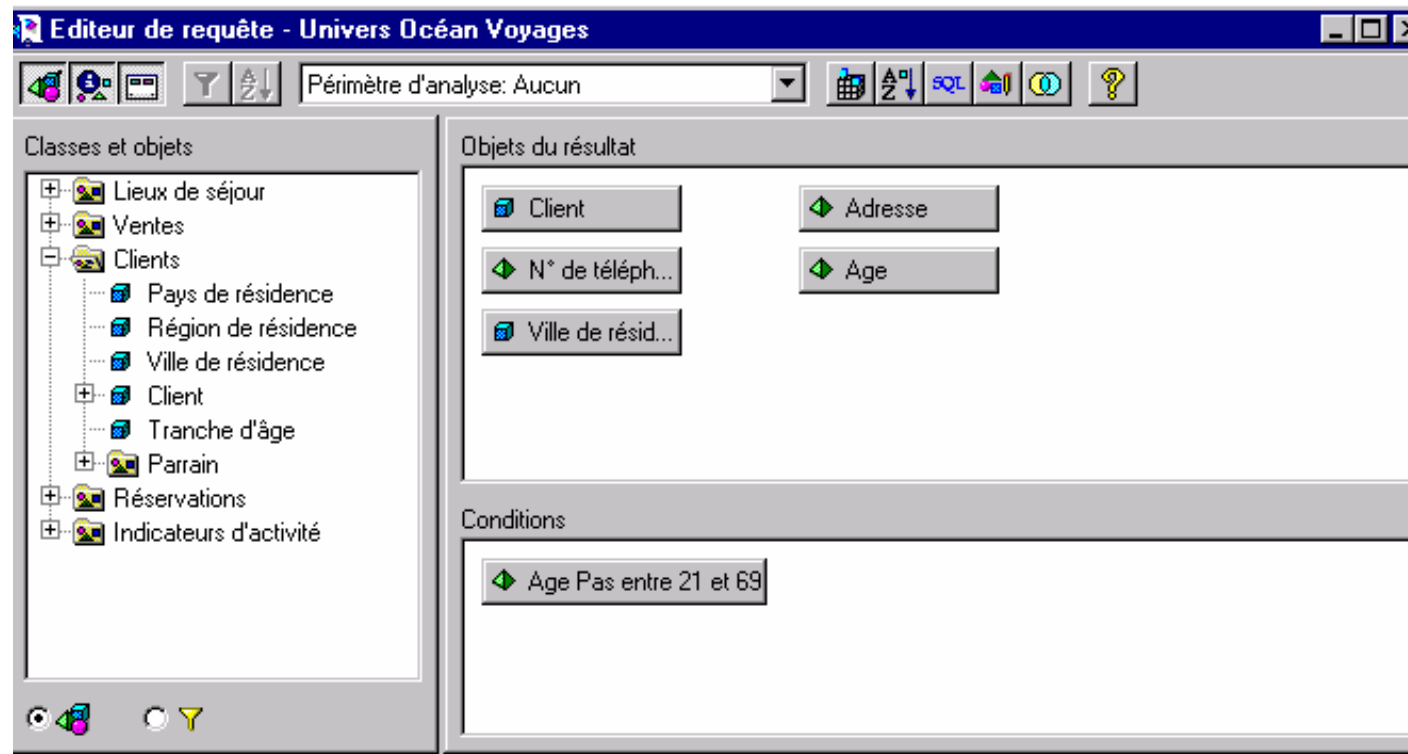 Editeur de requête - Univers Océan Voyages
Périmètre d'analyse: Aucun
SQL
Classes et objets
Lieux de séjour
Ventes
Clients
Pays de résidence
Région de résidence
Ville de résidence
Client
Tranche d'âge
Parrain
Réservations
Indicateurs d'activité
Objets du résultat
Client
Adresse
N° de téléph...
Age
Ville de résid...
Conditions
Age Pas entre 21 et 69